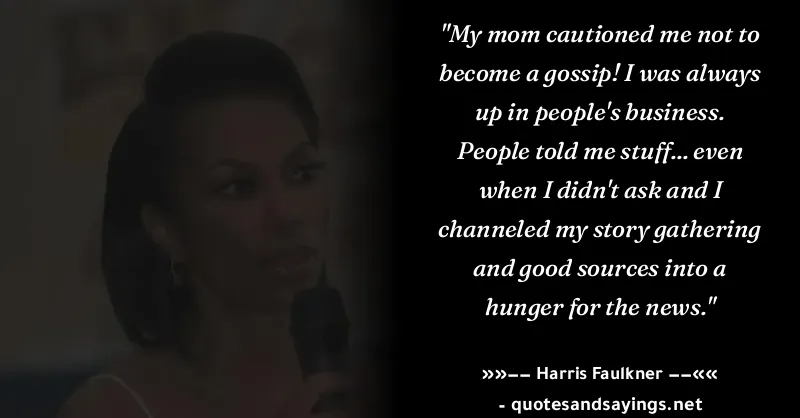 "My mom cautioned me not to
become a gossip! I was always
up in people's business.
People told me stuff... even
when I didn't ask and I
channeled my story gathering
and good sources into a
hunger for the news."
»»–– Harris Faulkner ––««
- quotesandsayings.net